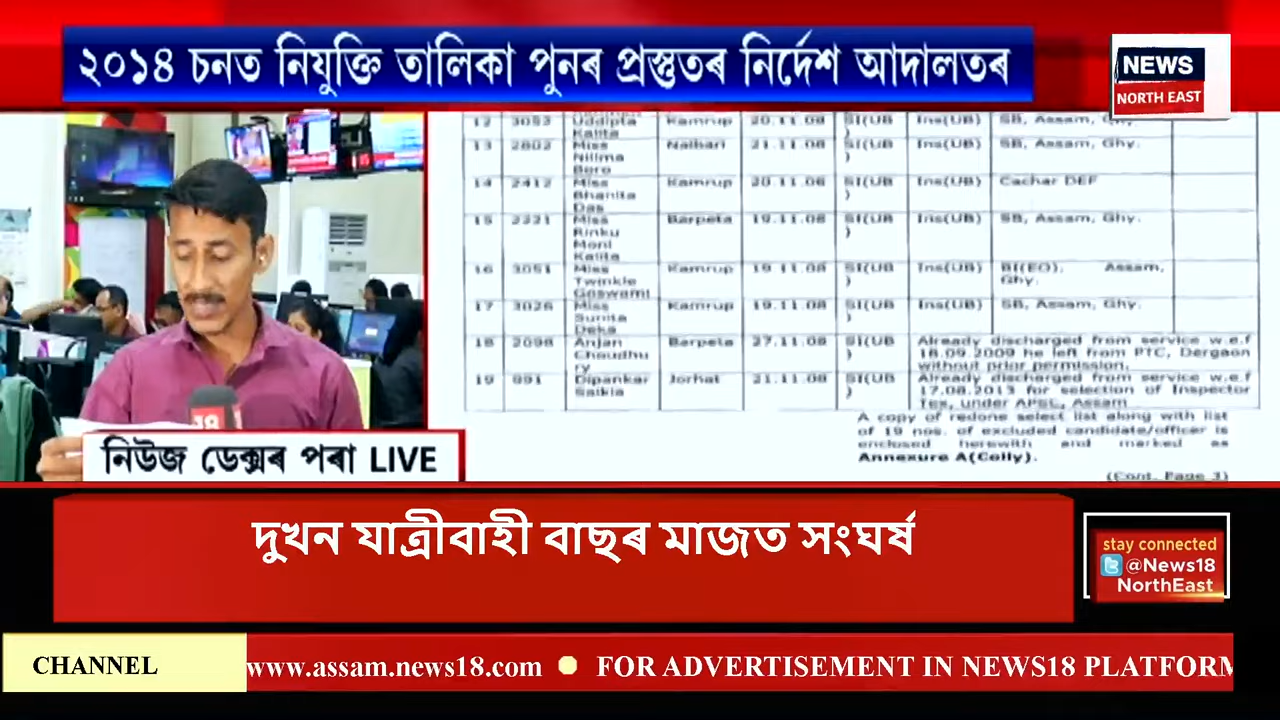 ২০১৪ চনত নিযুক্তি তালিকা পুনৰ প্ৰস্তুতৰ নিৰ্দেশ আদালতৰ
NEWS
NORTH EAST
12 3053 Uddipta Kalita Kamrup 20.11.08 SI(UB) Ins(UB) SB, Assam, Ghy.
13 2802 Miss Nilima Boro Nalbari 21.11.08 SI(UB) Ins(UB) SB, Assam, Ghy.
14 2412 Miss Bhanita Das Kamrup 20.11.08 SI(UB) Ins(UB) Cachar DEF
15 2221 Miss Rinku Moni Kalita Barpeta 19.11.08 SI(UB) Ins(UB) SB, Assam, Ghy.
16 3051 Miss Twinkle Goswami Kamrup 19.11.08 SI(UB) Ins(UB) BI(EO), Assam, Ghy.
17 3026 Miss Sunita Deka Kamrup 19.11.08 SI(UB) Ins(UB) SB, Assam, Ghy.
18 2098 Anjan Choudhury Barpeta 27.11.08 SI(UB) Already discharged from service w.e.f 18.09.2009 he left from PTC, Dergaon without prior permission.
19 991 Dipankar Saikia Jorhat 21.11.08 SI(UB) Already discharged from service w.e.f 17.08.2013 for selection of Inspector Tex, under APSC, Assam
A copy of redone select list along with list
of 19 nos. of excluded candidate/officer is
enclosed herewith and marked as
Annexure A(Colly).
(Cont. Page 3)
18
নিউজ ডেক্সৰ পৰা LIVE
দুখন যাত্ৰীবাহী বাছৰ মাজত সংঘৰ্ষ
stay connected
@News18
NorthEast
CHANNEL www.assam.news18.com FOR ADVERTISEMENT IN NEWS18 PLATFORM